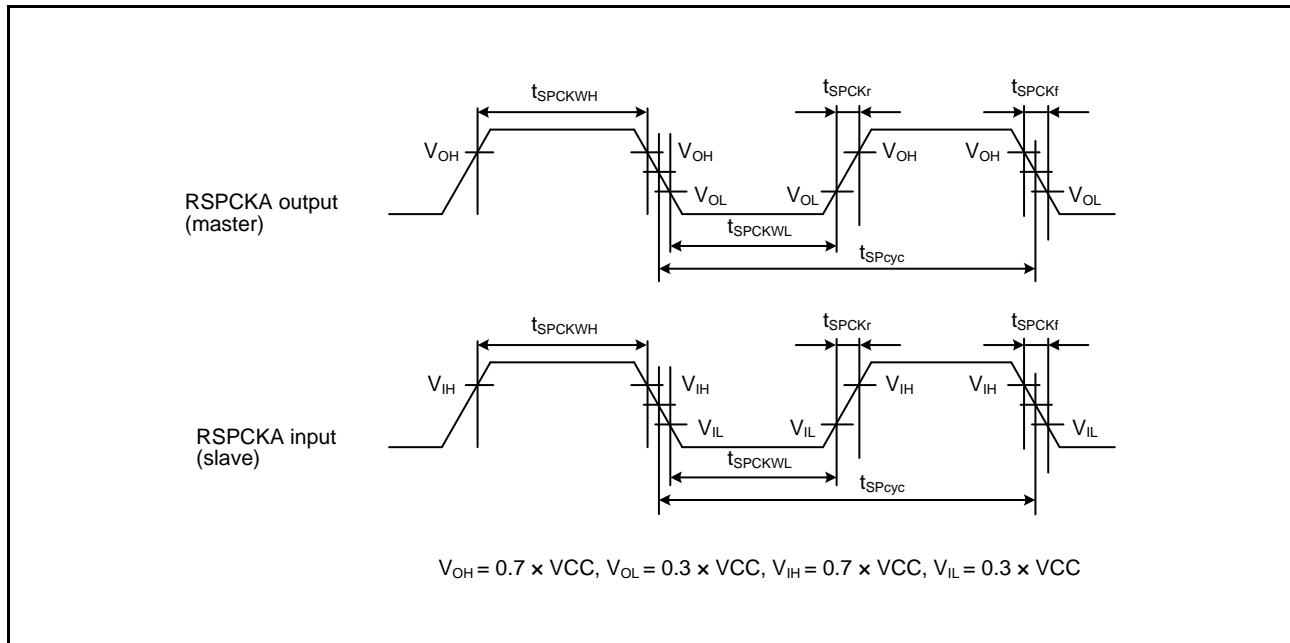 tSPCKWH
tSPCKr
tSPCKf
VOH
VOH
VOH
VOH
VOL
VOL
VOL
RSPCKA output
(master)
tSPCKWL
tSPcyc
tSPCKWH
tSPCKr
tSPCKf
VIH
VIH
VIH
VIH
VIL
VIL
VIL
RSPCKA input
(slave)
tSPCKWL
tSPcyc
VOH = 0.7 × VCC, VOL = 0.3 × VCC, VIH = 0.7 × VCC, VIL = 0.3 × VCC